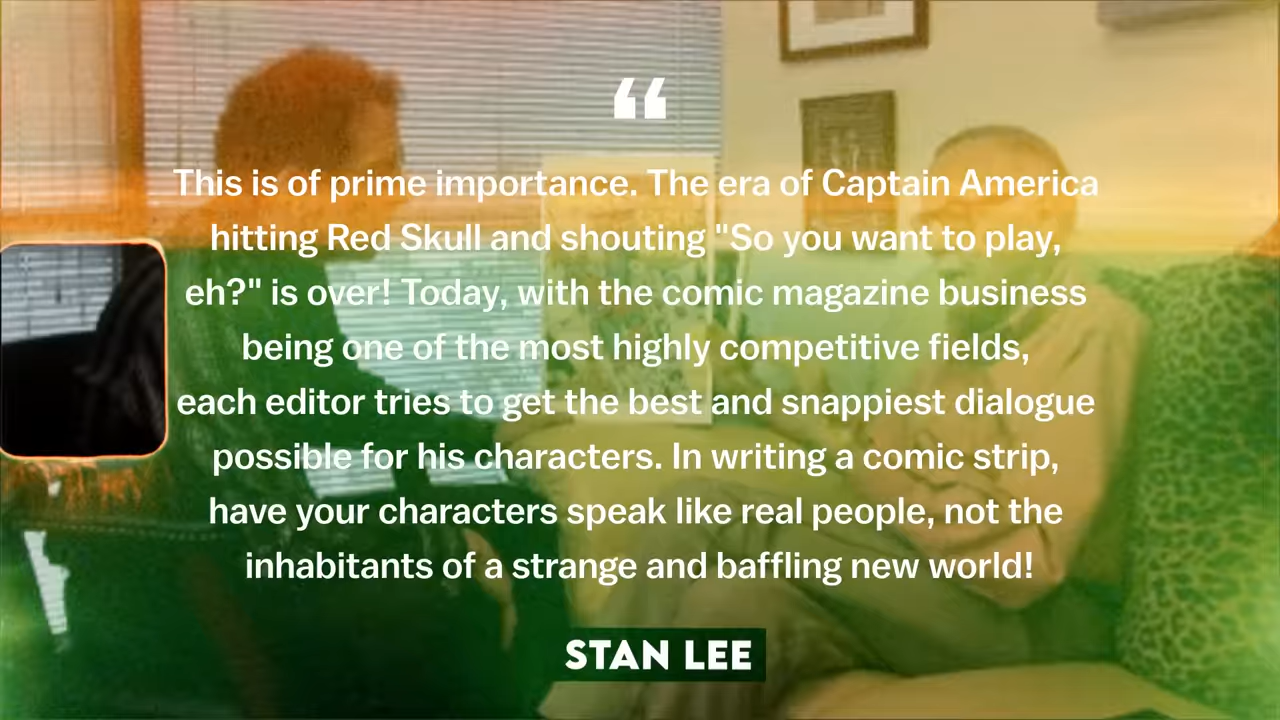 “
This is of prime importance. The era of Captain America
hitting Red Skull and shouting "So you want to play,
eh?" is over! Today, with the comic magazine business
being one of the most highly competitive fields,
each editor tries to get the best and snappiest dialogue
possible for his characters. In writing a comic strip,
have your characters speak like real people, not the
inhabitants of a strange and baffling new world!
STAN LEE